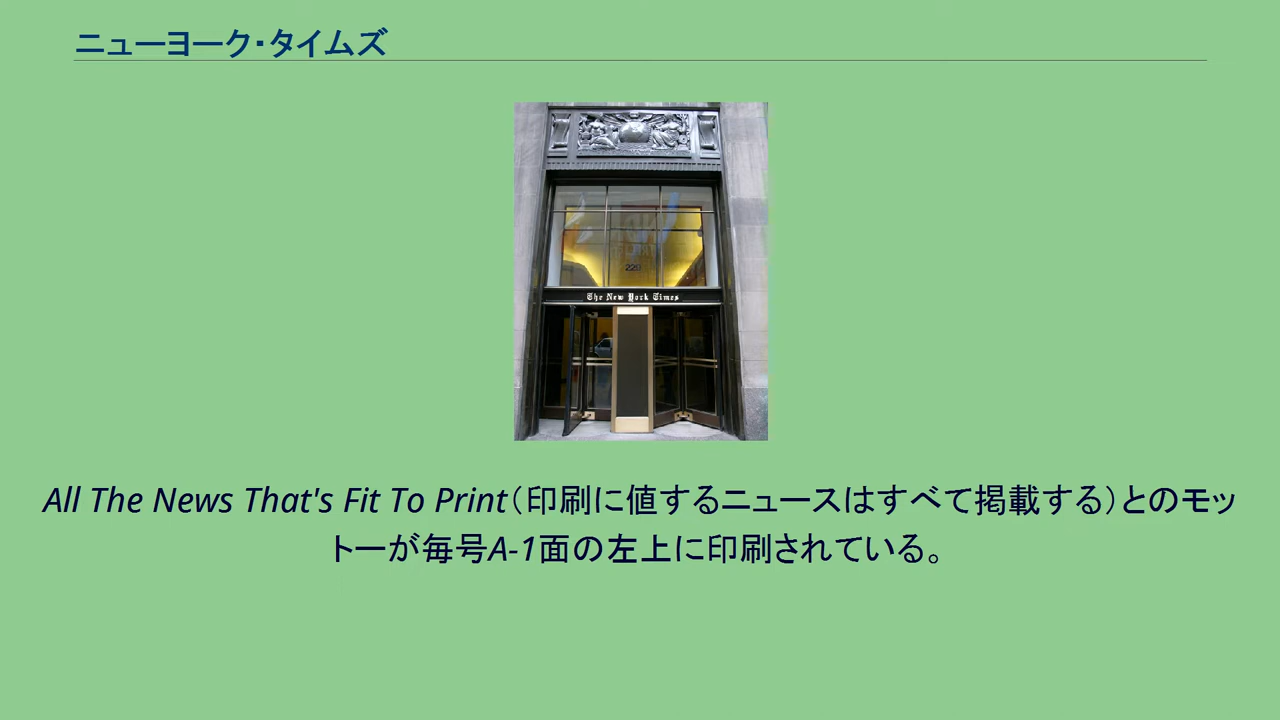 ニューヨーク・タイムズ
229
The New York Times
All The News That's Fit To Print（印刷に値するニュースはすべて掲載する）とのモッ
トーが毎号A-1面の左上に印刷されている。